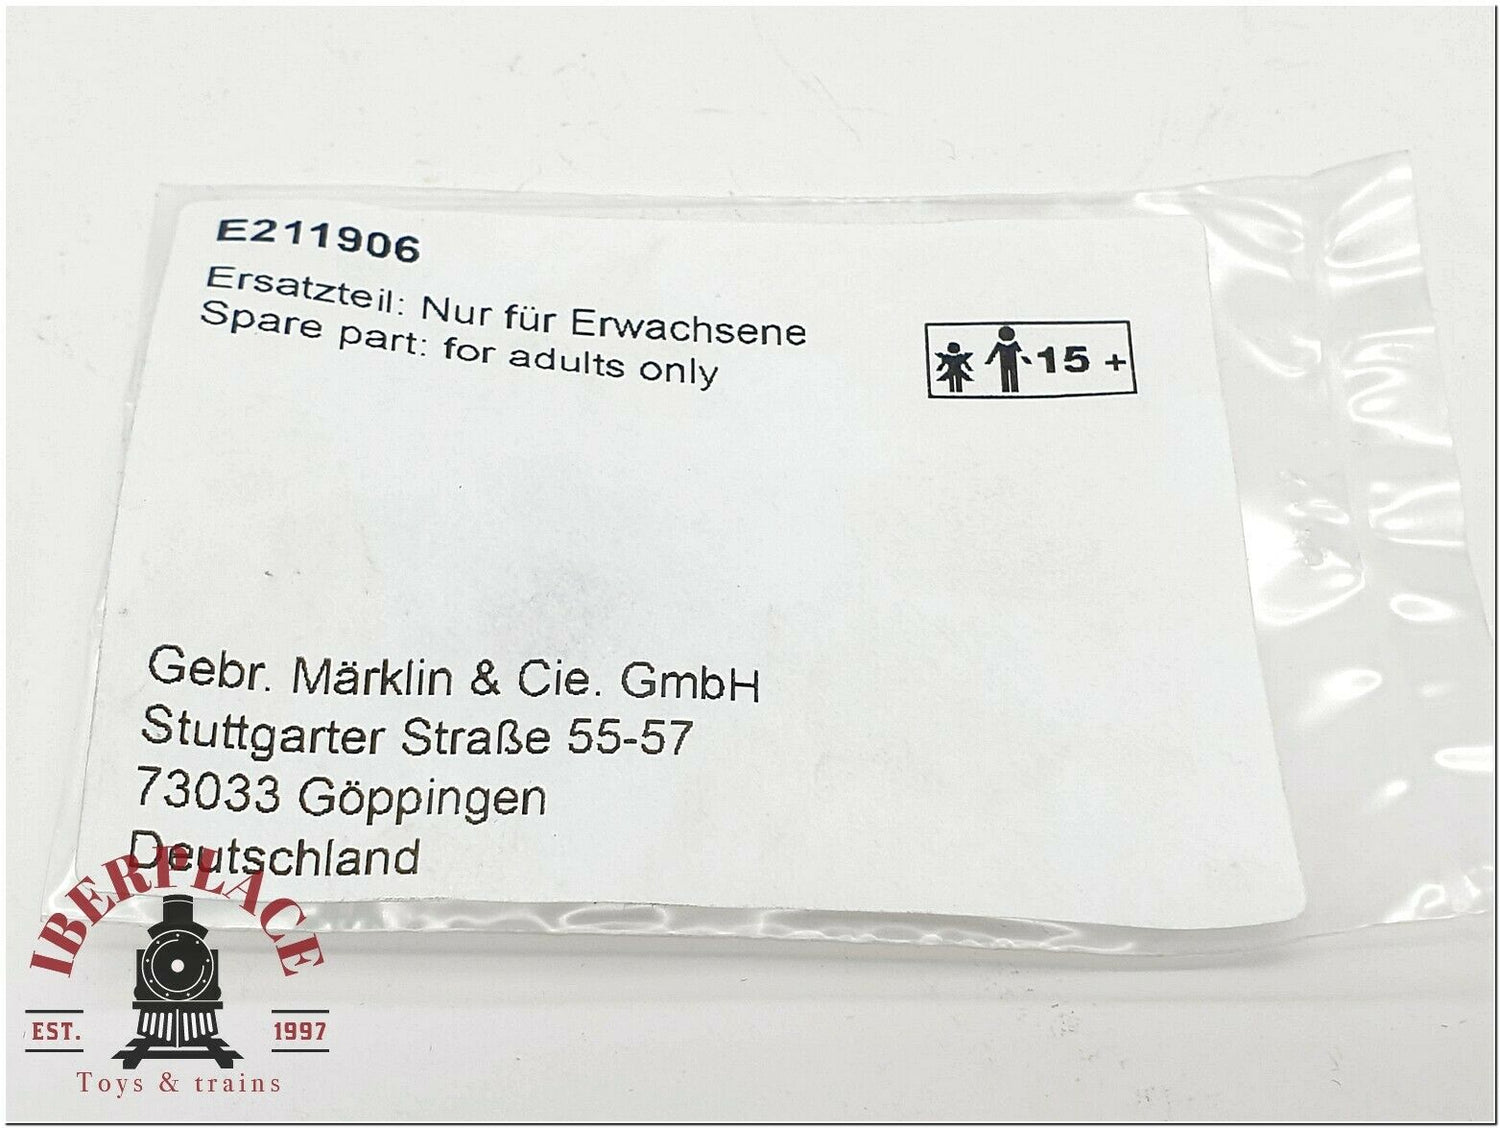 E211906
Ersatzteil: Nur für Erwachsene
Spare part: for adults only
15 +
Gebr. Märklin & Cie. GmbH
Stuttgarter Straße 55-57
73033 Göppingen
Deutschland
IBERPLACE
EST. 1997
Toys & trains